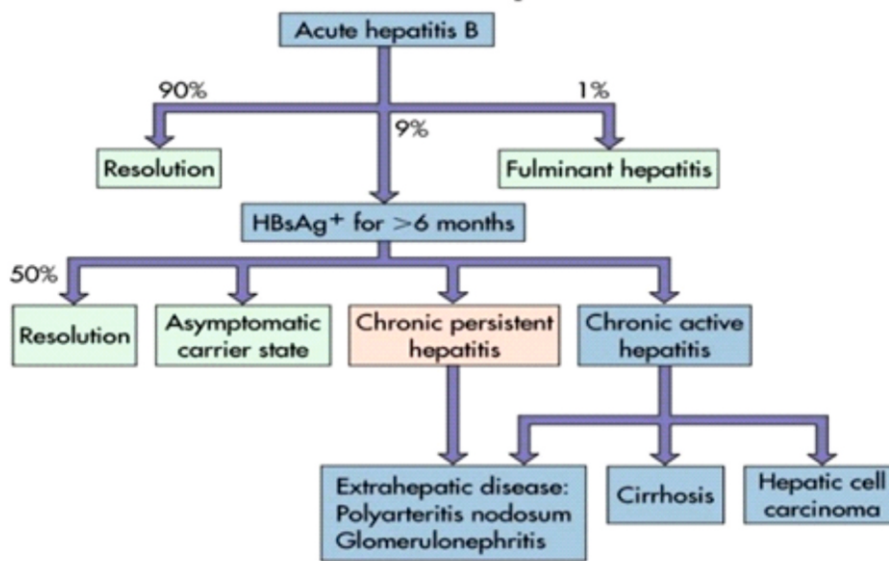 Acute hepatitis B
90%
1%
9%
Resolution
Fulminant hepatitis
HBsAg+ for >6 months
50%
Resolution
Asymptomatic
carrier state
Chronic persistent
hepatitis
Chronic active
hepatitis
Extrahepatic disease:
Polyarteritis nodosum
Glomerulonephritis
Cirrhosis
Hepatic cell
carcinoma